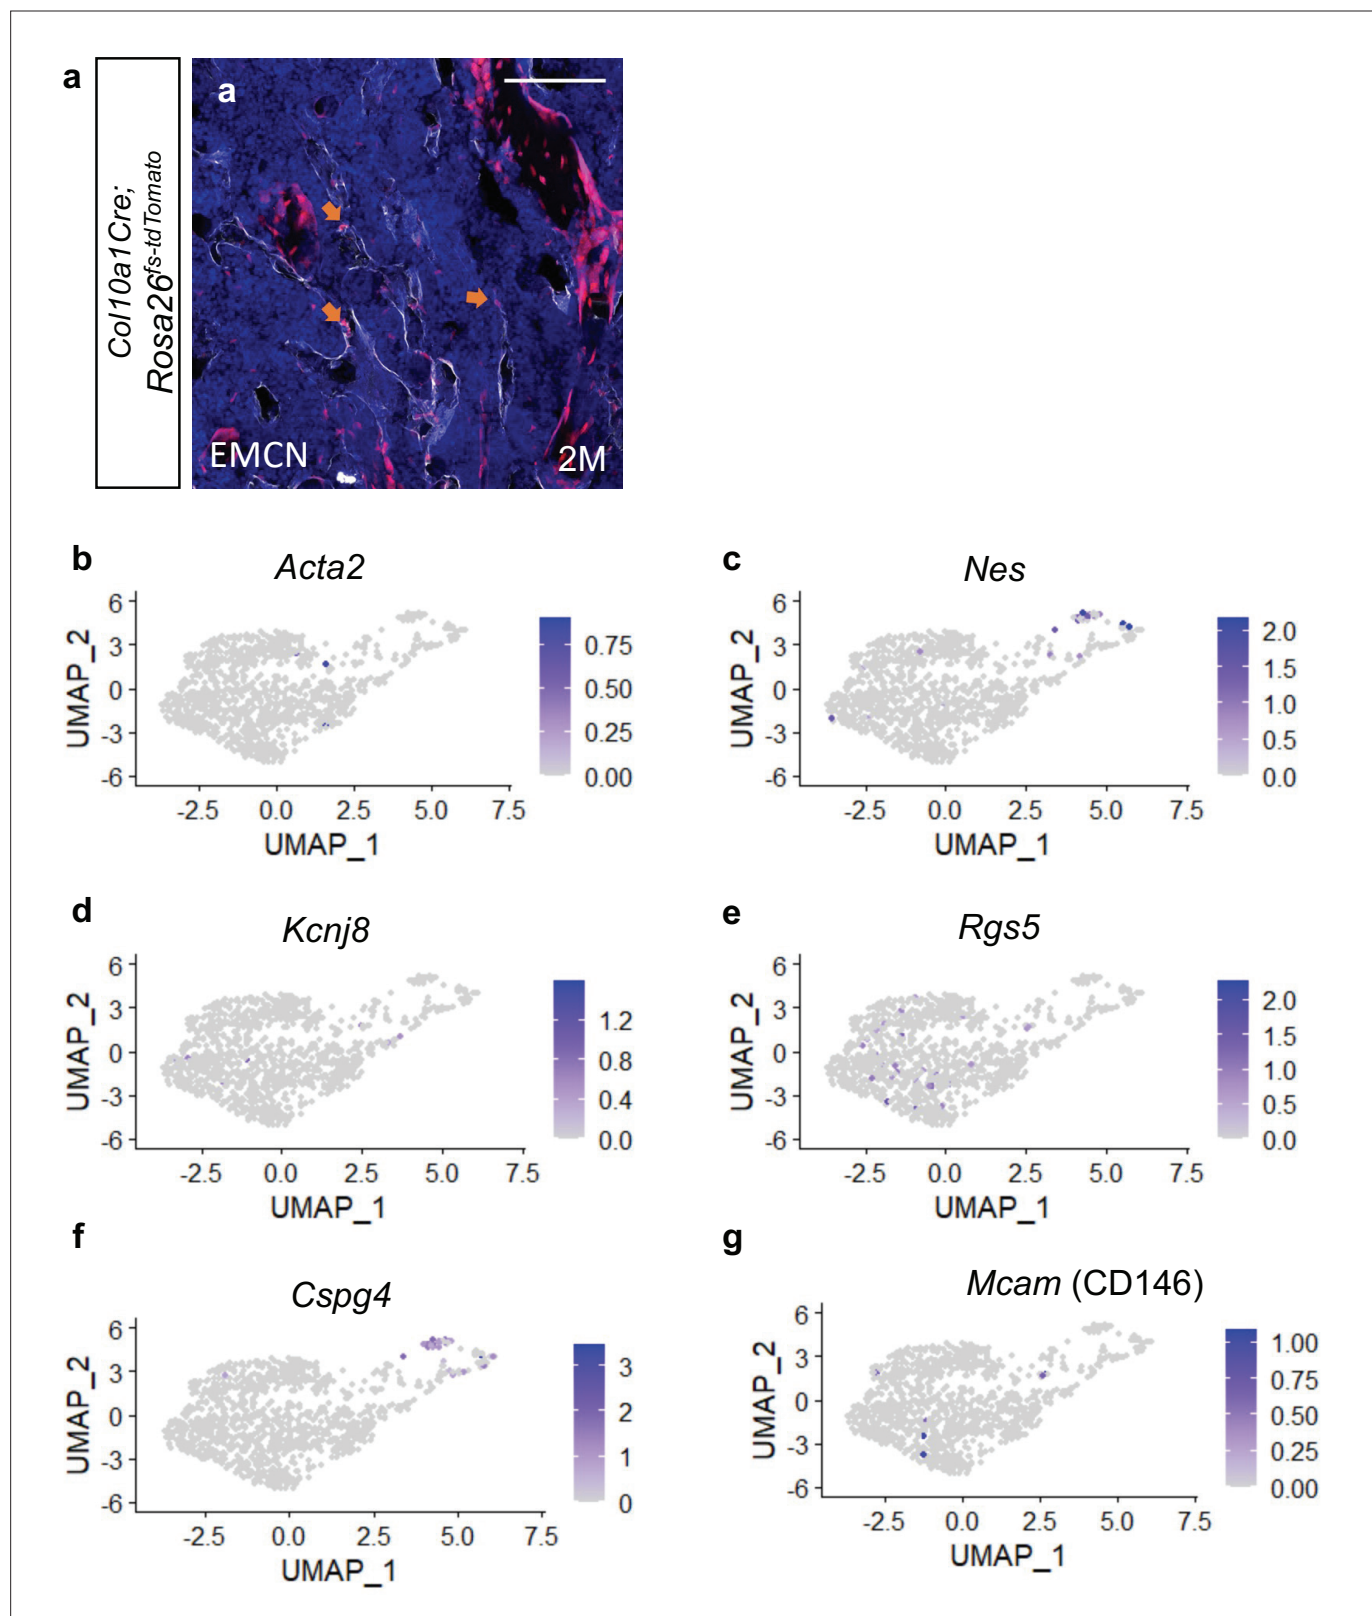 a
Col10a1Cre;
Rosa26fs-tdTomato
a
EMCN
2M
b
Acta2
UMAP_2
6
3
0
-3
-6
-2.5 0.0 2.5 5.0 7.5
UMAP_1
0.75
0.50
0.25
0.00
c
Nes
UMAP_2
6
3
0
-3
-6
-2.5 0.0 2.5 5.0 7.5
UMAP_1
2.0
1.5
1.0
0.5
0.0
d
Kcnj8
UMAP_2
6
3
0
-3
-6
-2.5 0.0 2.5 5.0 7.5
UMAP_1
1.2
0.8
0.4
0.0
e
Rgs5
UMAP_2
6
3
0
-3
-6
-2.5 0.0 2.5 5.0 7.5
UMAP_1
2.0
1.5
1.0
0.5
0.0
f
Cspg4
UMAP_2
6
3
0
-3
-6
-2.5 0.0 2.5 5.0 7.5
UMAP_1
3
2
1
0
g
Mcam (CD146)
UMAP_2
6
3
0
-3
-6
-2.5 0.0 2.5 5.0 7.5
UMAP_1
1.00
0.75
0.50
0.25
0.00